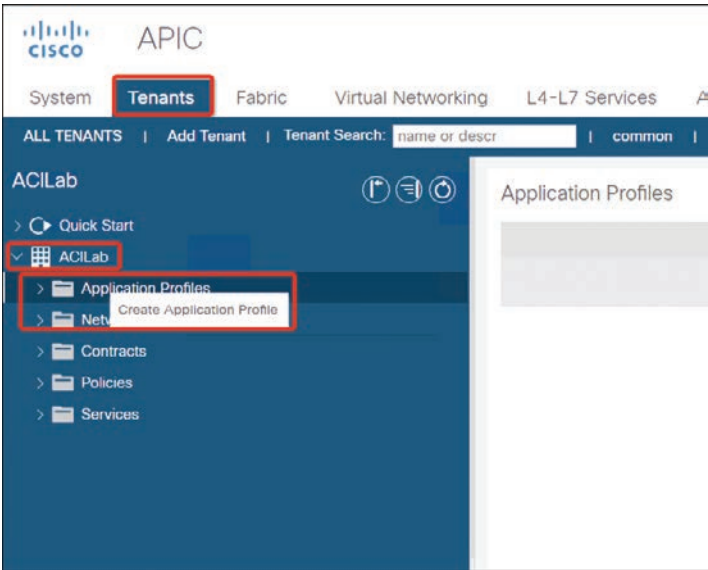 CISCO APIC
System Tenants Fabric Virtual Networking L4-L7 Services
ALL TENANTS | Add Tenant | Tenant Search: name or descr | common |
ACILab
Application Profiles
Quick Start
ACILab
Application Profiles
Create Application Profile
Contracts
Policies
Services